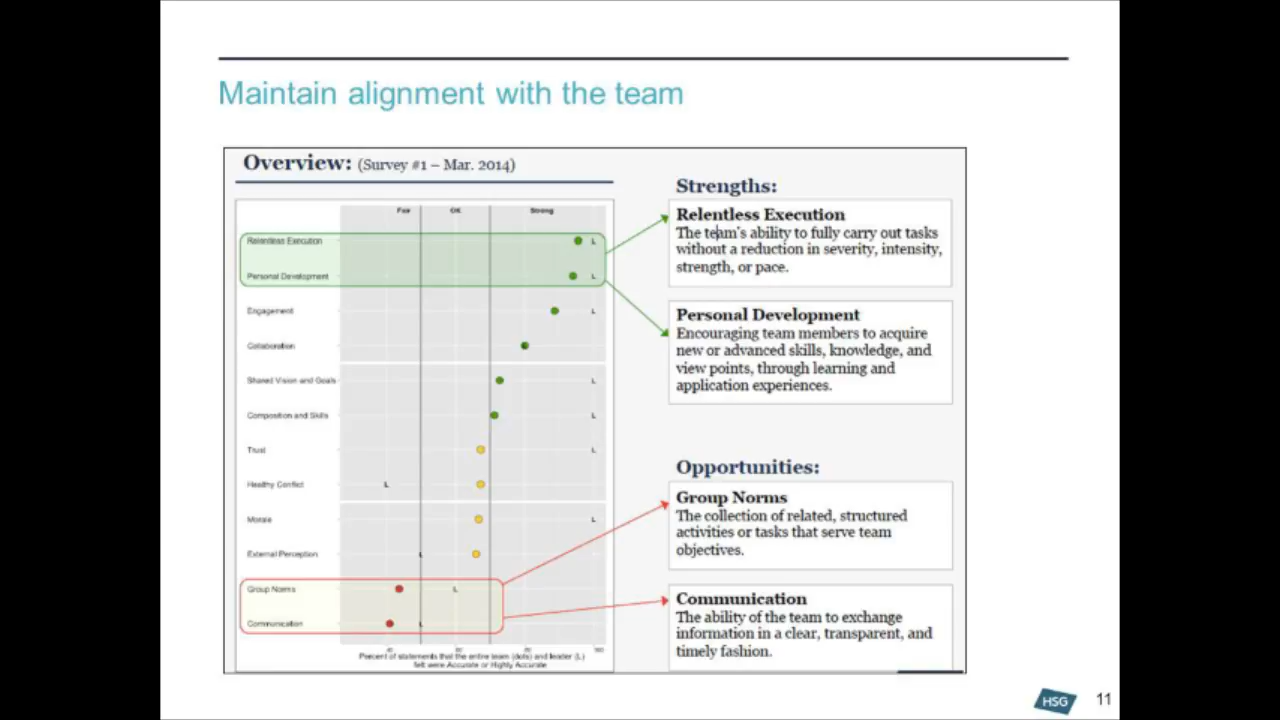 Maintain alignment with the team
Overview: (Survey #1 – Mar. 2014)
Fair OK Strong
Relentless Execution L
Personal Development L
Engagement L
Collaboration
Shared Vision and Goals L
Composition and Skills L
Trust L
Healthy Conflict L
Morale L
External Perception L
Group Norms L
Communication L
40 60 80 100
Percent of statements that the entire team (dots) and leader (L)
felt were Accurate or Highly Accurate
Strengths:
Relentless Execution
The team's ability to fully carry out tasks
without a reduction in severity, intensity,
strength, or pace.
Personal Development
Encouraging team members to acquire
new or advanced skills, knowledge, and
view points, through learning and
application experiences.
Opportunities:
Group Norms
The collection of related, structured
activities or tasks that serve team
objectives.
Communication
The ability of the team to exchange
information in a clear, transparent, and
timely fashion.
HSG 11